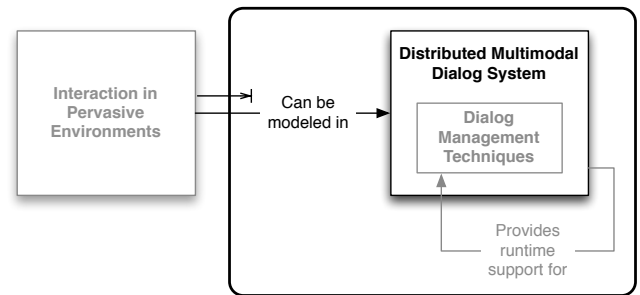 Interaction in
Pervasive
Environments
Can be
modeled in
Distributed Multimodal
Dialog System
Dialog
Management
Techniques
Provides
runtime
support for